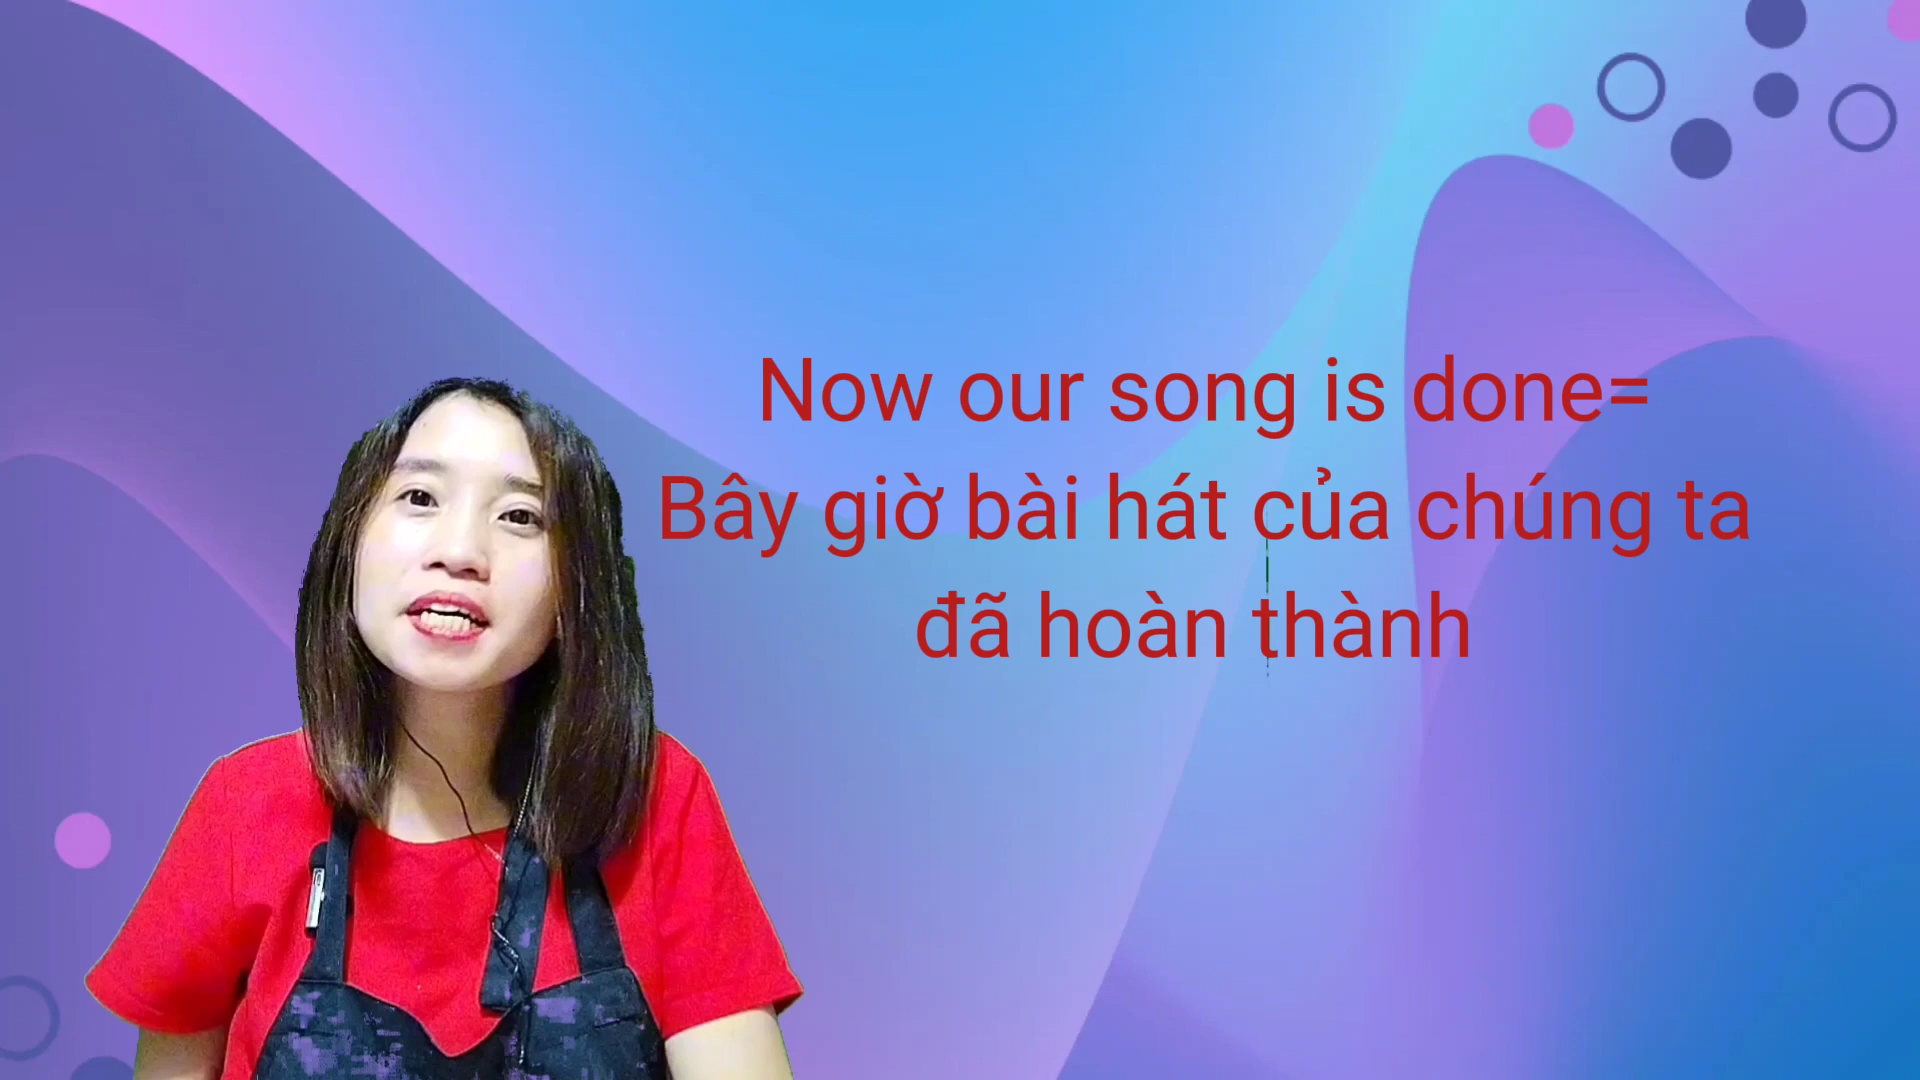 Now our song is done=
Bây giờ bài hát của chúng ta
đã hoàn thành